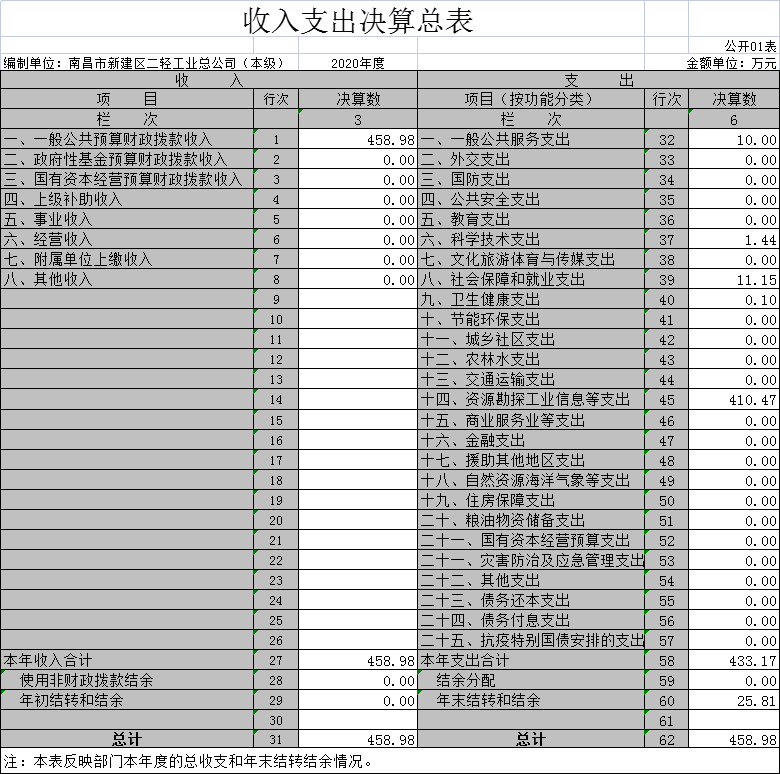 收入支出决算总表
公开01表
编制单位：南昌市新建区二轻工业总公司（本级） 2020年度 金额单位：万元
收 入 支 出
项 目 行次 决算数 项目（按功能分类） 行次 决算数
栏 次 3 栏 次 6
一、一般公共预算财政拨款收入 1 458.98 一、一般公共服务支出 32 10.00
二、政府性基金预算财政拨款收入 2 0.00 二、外交支出 33 0.00
三、国有资本经营预算财政拨款收入 3 0.00 三、国防支出 34 0.00
四、上级补助收入 4 0.00 四、公共安全支出 35 0.00
五、事业收入 5 0.00 五、教育支出 36 0.00
六、经营收入 6 0.00 六、科学技术支出 37 1.44
七、附属单位上缴收入 7 0.00 七、文化旅游体育与传媒支出 38 0.00
八、其他收入 8 0.00 八、社会保障和就业支出 39 11.15
9 九、卫生健康支出 40 0.10
10 十、节能环保支出 41 0.00
11 十一、城乡社区支出 42 0.00
12 十二、农林水支出 43 0.00
13 十三、交通运输支出 44 0.00
14 十四、资源勘探工业信息等支出 45 410.47
15 十五、商业服务业等支出 46 0.00
16 十六、金融支出 47 0.00
17 十七、援助其他地区支出 48 0.00
18 十八、自然资源海洋气象等支出 49 0.00
19 十九、住房保障支出 50 0.00
20 二十、粮油物资储备支出 51 0.00
21 二十一、国有资本经营预算支出 52 0.00
22 二十一、灾害防治及应急管理支出 53 0.00
23 二十二、其他支出 54 0.00
24 二十三、债务还本支出 55 0.00
25 二十四、债务付息支出 56 0.00
26 二十五、抗疫特别国债安排的支出 57 0.00
本年收入合计 27 458.98 本年支出合计 58 433.17
使用非财政拨款结余 28 0.00 结余分配 59 0.00
年初结转和结余 29 0.00 年末结转和结余 60 25.81
30 61
总计 31 458.98 总计 62 458.98
注：本表反映部门本年度的总收支和年末结转结余情况。